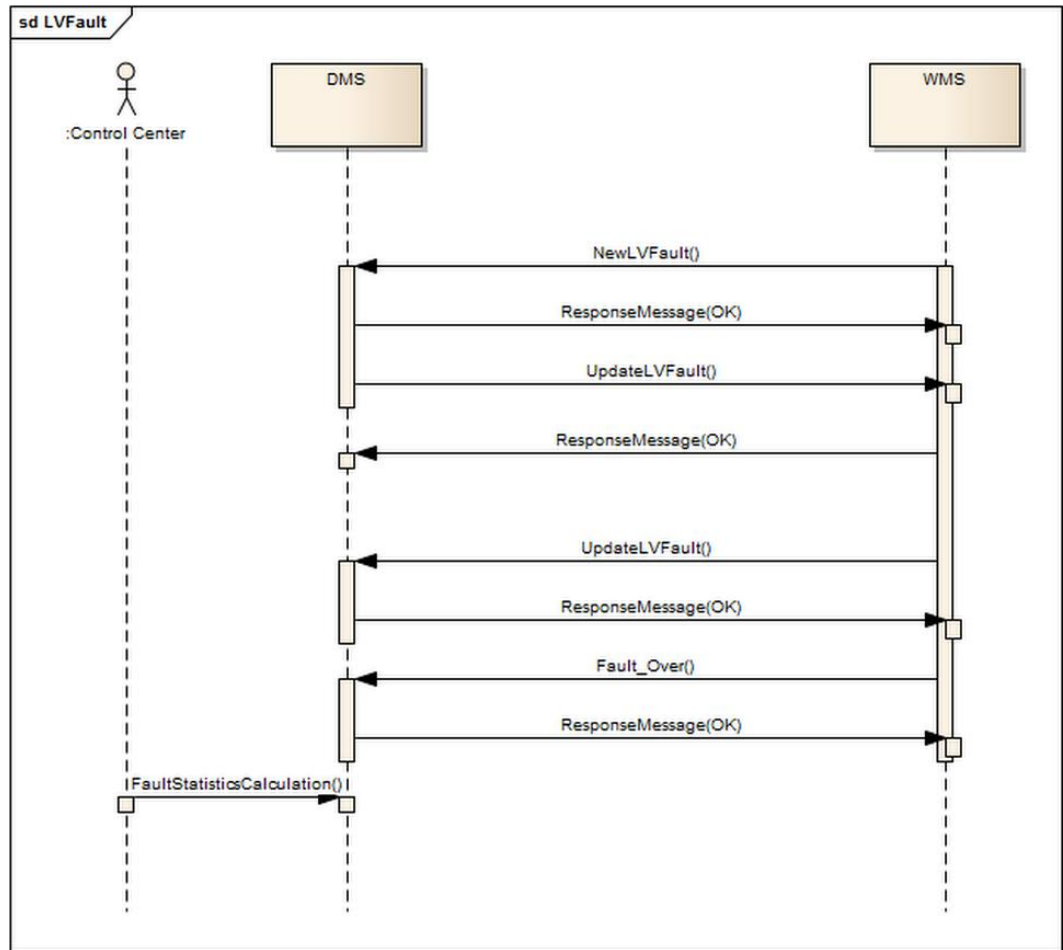 sd LVFault
DMS
WMS
:Control Center
NewLVFault()
ResponseMessage(OK)
UpdateLVFault()
ResponseMessage(OK)
UpdateLVFault()
ResponseMessage(OK)
Fault_Over()
ResponseMessage(OK)
FaultStatisticsCalculation()